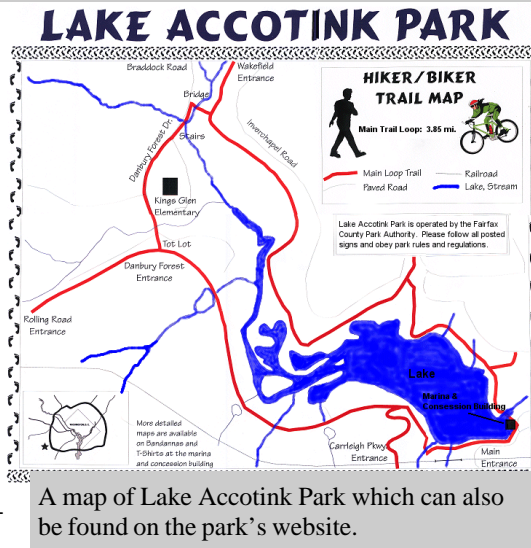 LAKE ACCOTINK PARK
Braddock Road
Wakefield
Entrance
HIKER/BIKER
TRAIL MAP
Main Trail Loop: 3.85 mi.
Main Loop Trail
Railroad
Paved Road
Lake, Stream
Bridge
Stairs
Danbury Forest Dr.
Inverchapel Road
Kings Glen
Elementary
Lake Accotink Park is operated by the Fairfax
County Park Authority. Please follow all posted
signs and obey park rules and regulations.
Tot Lot
Danbury Forest
Entrance
Rolling Road
Entrance
Lake
Marina &
Concession Building
More detailed
maps are available
on Bandannas and
T-Shirts at the marina
and concession building
Carrleigh Pkwy
Entrance
Main
Entrance
A map of Lake Accotink Park which can also
be found on the park's website.